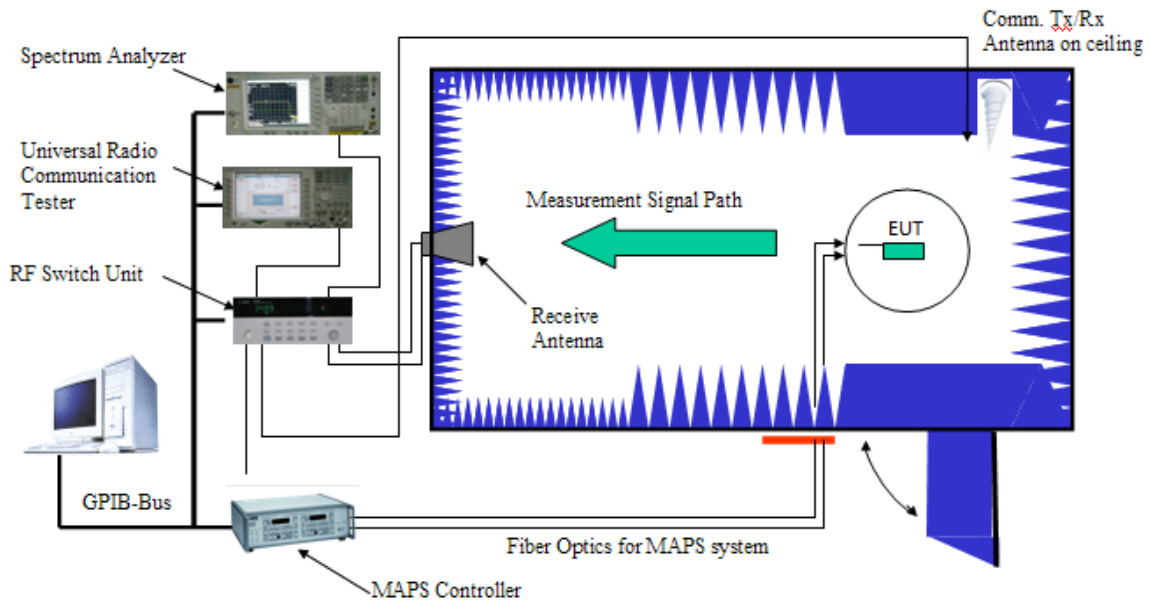 Comm. Tx/Rx
Antenna on ceiling
Spectrum Analyzer
Universal Radio
Communication
Tester
Measurement Signal Path
EUT
RF Switch Unit
Receive
Antenna
GPIB-Bus
Fiber Optics for MAPS system
MAPS Controller